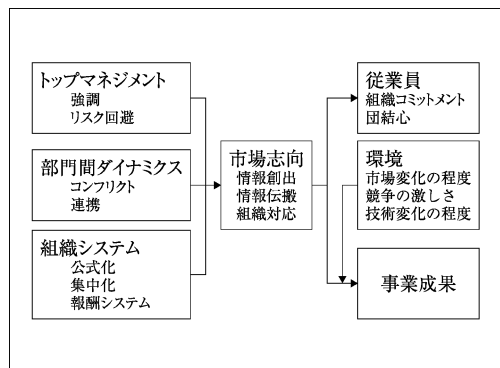 トップマネジメント
強調
リスク回避
部門間ダイナミクス
コンフリクト
連携
組織システム
公式化
集中化
報酬システム
市場志向
情報創出
情報伝搬
組織対応
従業員
組織コミットメント
団結心
環境
市場変化の程度
競争の激しさ
技術変化の程度
事業成果